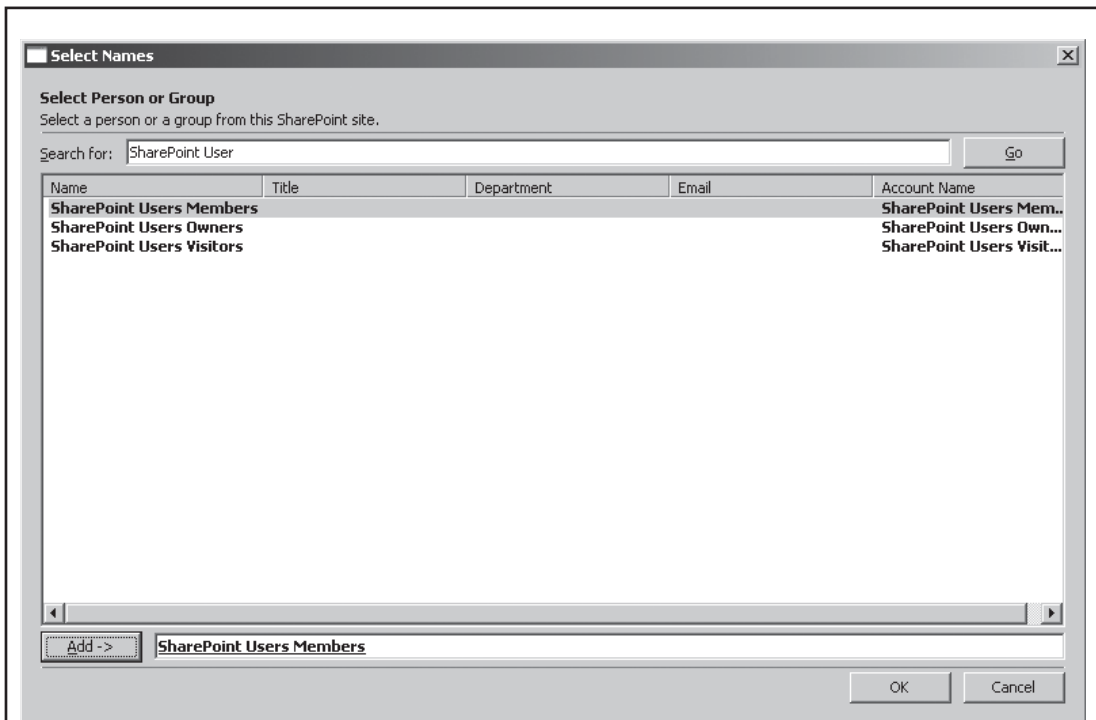 Select Names
Select Person or Group
Select a person or a group from this SharePoint site.
Search for: SharePoint User Go
Name Title Department Email Account Name
SharePoint Users Members SharePoint Users Mem..
SharePoint Users Owners SharePoint Users Own...
SharePoint Users Visitors SharePoint Users Visit...
Add -> SharePoint Users Members
OK Cancel